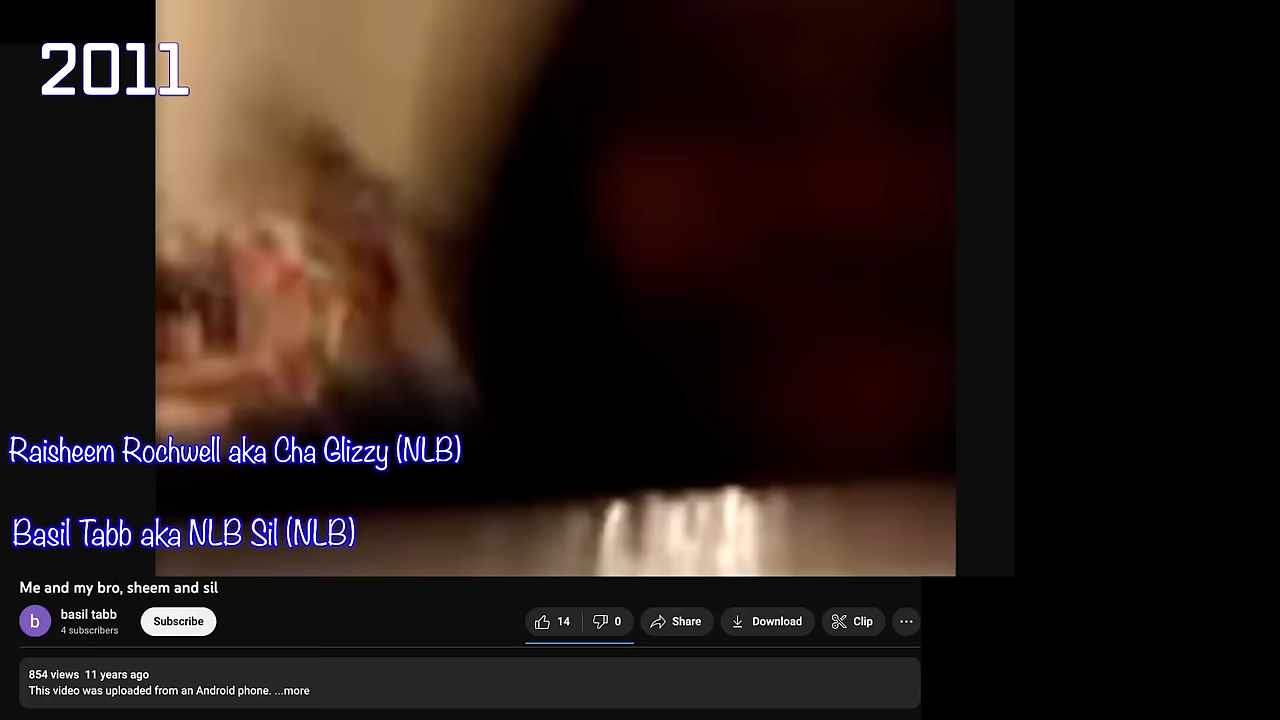 2011
Raisheem Rochwell aka Cha Glizzy (NLB)
Basil Tabb aka NLB Sil (NLB)
Me and my bro, sheem and sil
b
basil tabb
4 subscribers
Subscribe
14
0
Share
Download
Clip
854 views 11 years ago
This video was uploaded from an Android phone. ...more